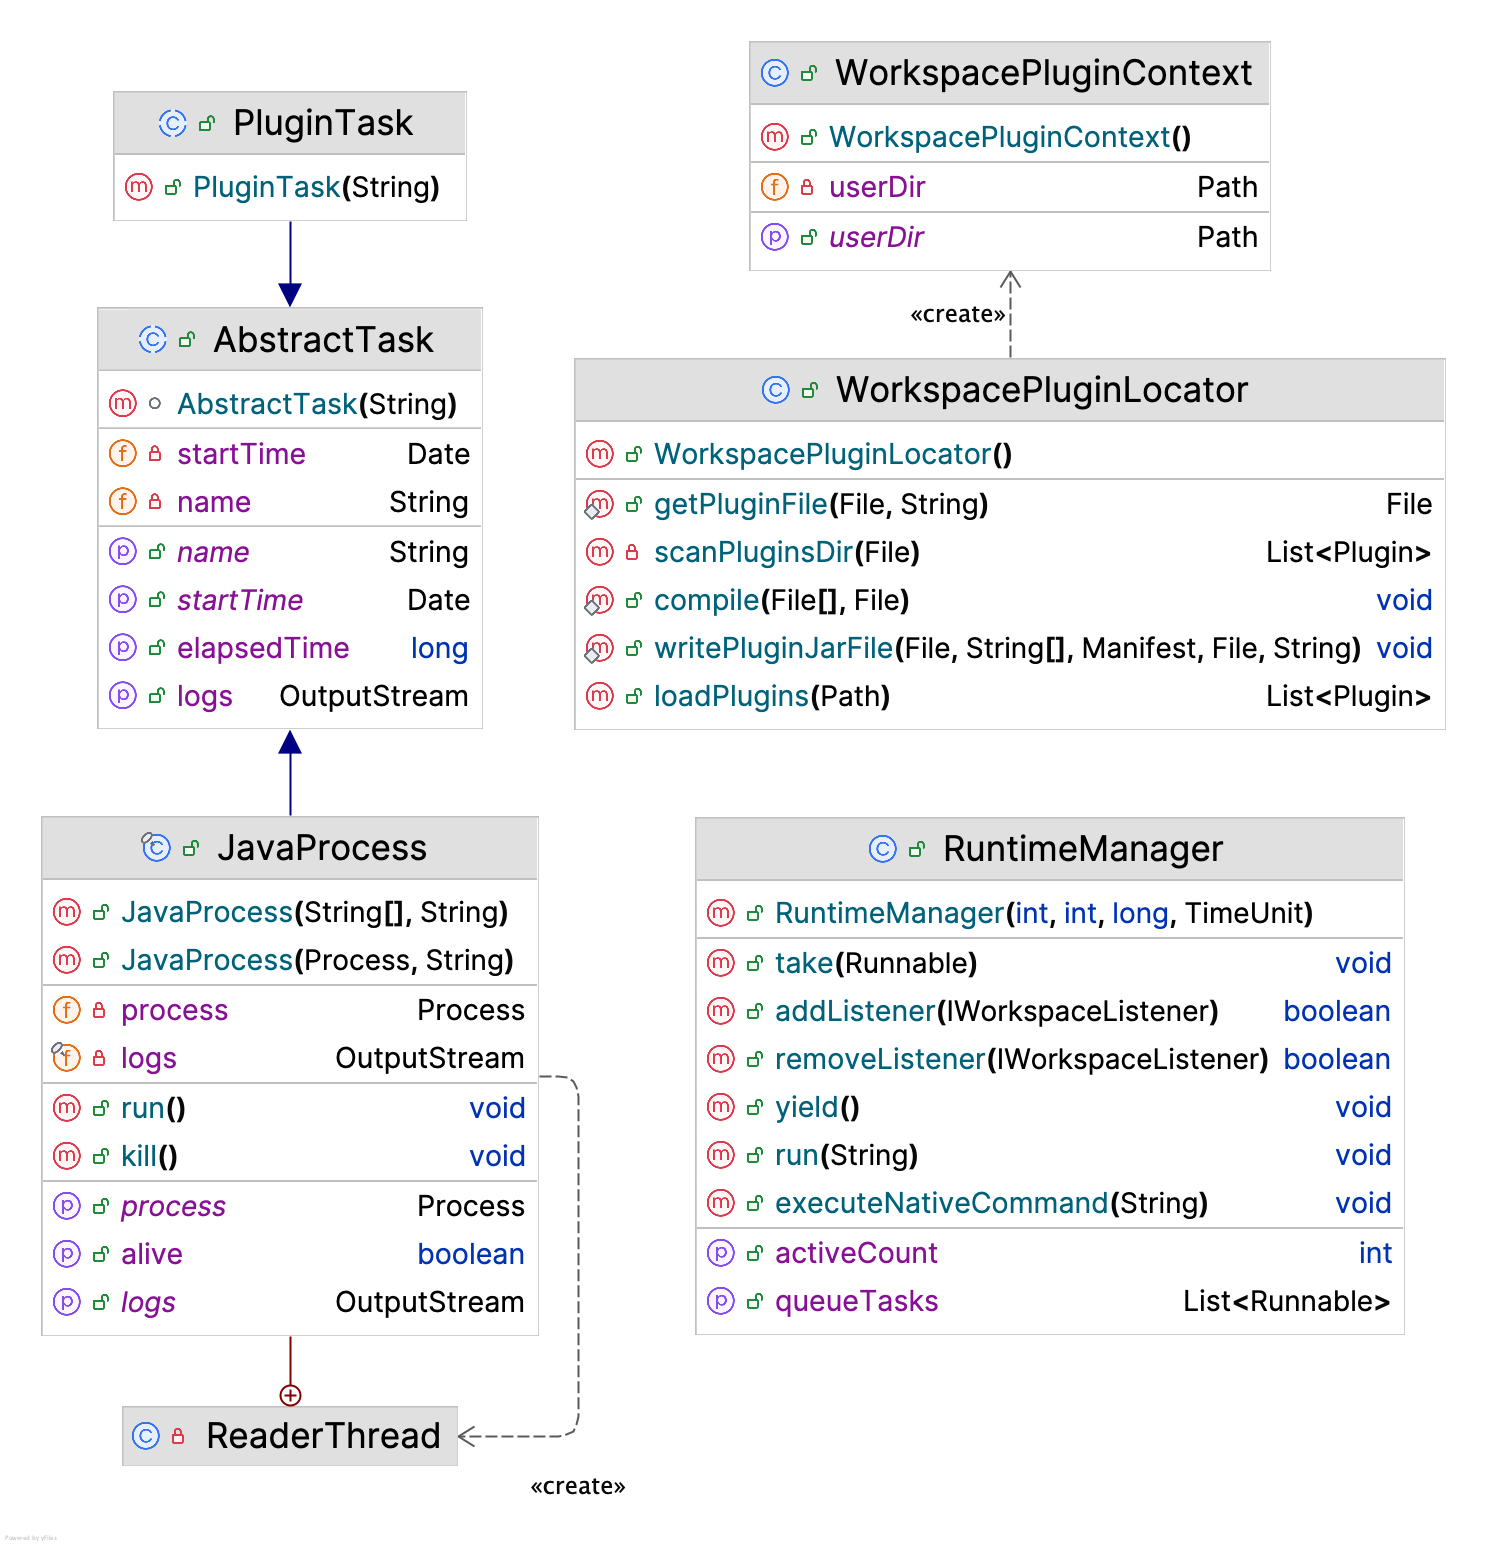 PluginTask
PluginTask(String)
AbstractTask
AbstractTask(String)
startTime Date
name String
name String
startTime Date
elapsedTime long
logs OutputStream
JavaProcess
JavaProcess(String[], String)
JavaProcess(Process, String)
process Process
logs OutputStream
run() void
kill() void
process Process
alive boolean
logs OutputStream
ReaderThread
«create»
WorkspacePluginContext
WorkspacePluginContext()
userDir Path
userDir Path
«create»
WorkspacePluginLocator
WorkspacePluginLocator()
getPluginFile(File, String) File
scanPluginsDir(File) List<Plugin>
compile(File[], File) void
writePluginJarFile(File, String[], Manifest, File, String) void
loadPlugins(Path) List<Plugin>
RuntimeManager
RuntimeManager(int, int, long, TimeUnit)
take(Runnable) void
addListener(IWorkspaceListener) boolean
removeListener(IWorkspaceListener) boolean
yield() void
run(String) void
executeNativeCommand(String) void
activeCount int
queueTasks List<Runnable>
Powered by yFiles